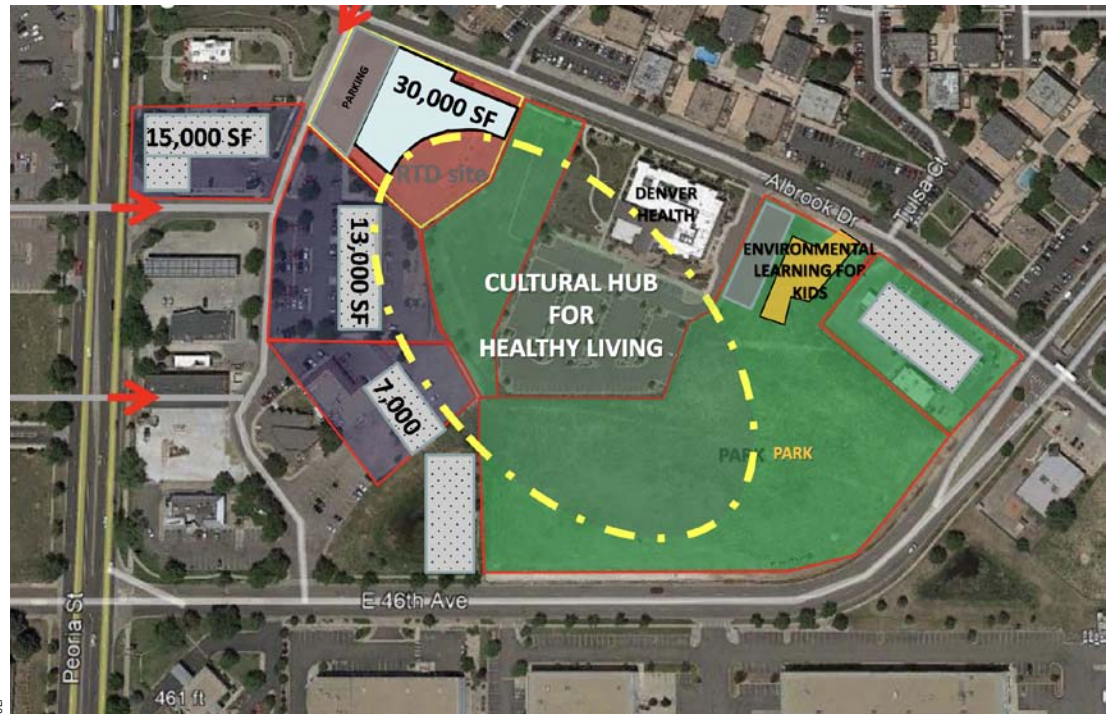 PARKING
30,000 SF
15,000 SF
RTD site
DENVER
HEALTH
Albrook Dr
Tulsa Ct
ENVIRONMENTAL
LEARNING FOR
KIDS
13,000 SF
CULTURAL HUB
FOR
HEALTHY LIVING
7,000
PARK PARK
E 46th Ave
Peoria St
461 ft